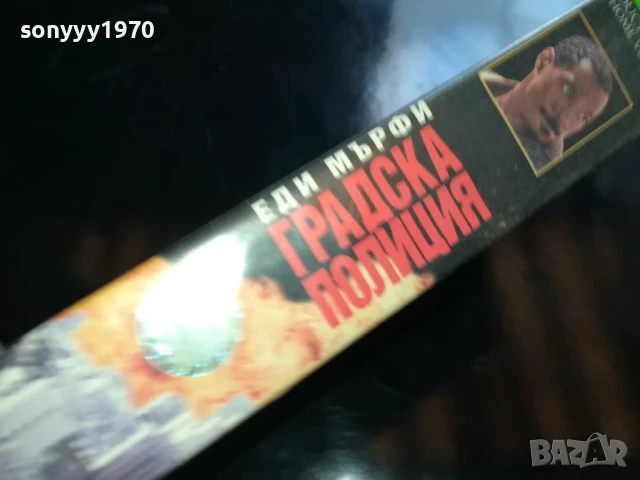 sonyyy1970
ЕДИ МЪРФИ
ГРАДСКА
ПОЛИЦИЯ
BAZAR